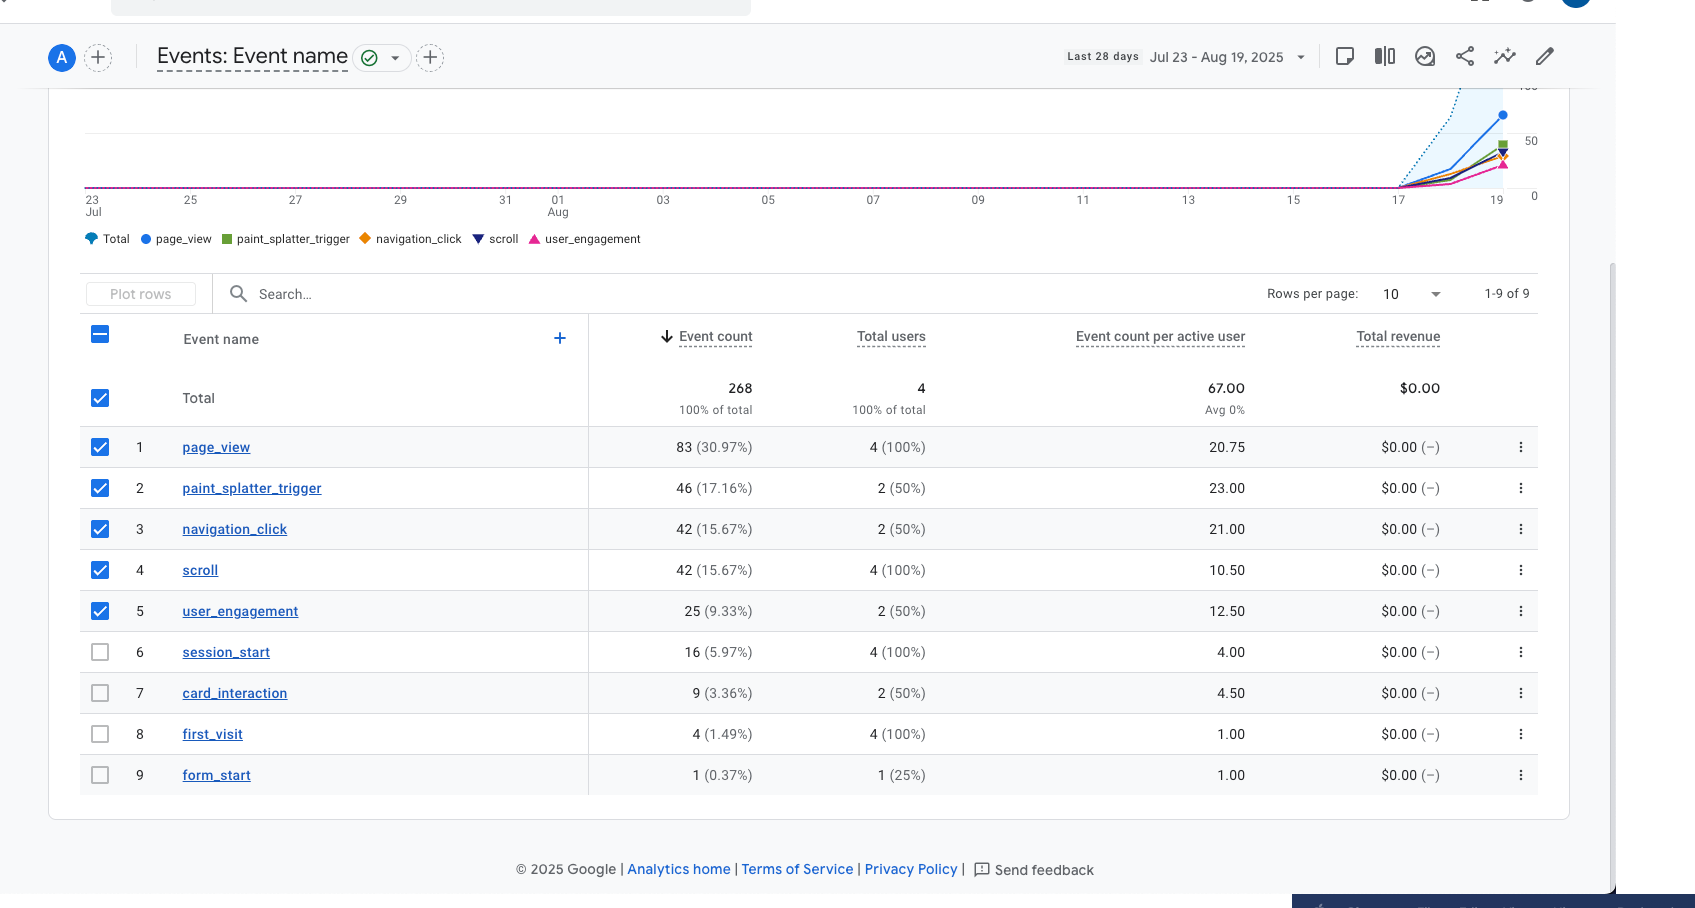 A
Events: Event name
Last 28 days Jul 23 - Aug 19, 2025
100
50
0
23 25 27 29 31 01 03 05 07 09 11 13 15 17 19
Jul Aug
Total page_view paint_splatter_trigger navigation_click scroll user_engagement
Plot rows Search... Rows per page: 10 1-9 of 9
Event name + Event count Total users Event count per active user Total revenue
Total 268 4 67.00 $0.00
100% of total 100% of total Avg 0%
1 page_view 83 (30.97%) 4 (100%) 20.75 $0.00 (–)
2 paint_splatter_trigger 46 (17.16%) 2 (50%) 23.00 $0.00 (–)
3 navigation_click 42 (15.67%) 2 (50%) 21.00 $0.00 (–)
4 scroll 42 (15.67%) 4 (100%) 10.50 $0.00 (–)
5 user_engagement 25 (9.33%) 2 (50%) 12.50 $0.00 (–)
6 session_start 16 (5.97%) 4 (100%) 4.00 $0.00 (–)
7 card_interaction 9 (3.36%) 2 (50%) 4.50 $0.00 (–)
8 first_visit 4 (1.49%) 4 (100%) 1.00 $0.00 (–)
9 form_start 1 (0.37%) 1 (25%) 1.00 $0.00 (–)
© 2025 Google | Analytics home | Terms of Service | Privacy Policy | Send feedback